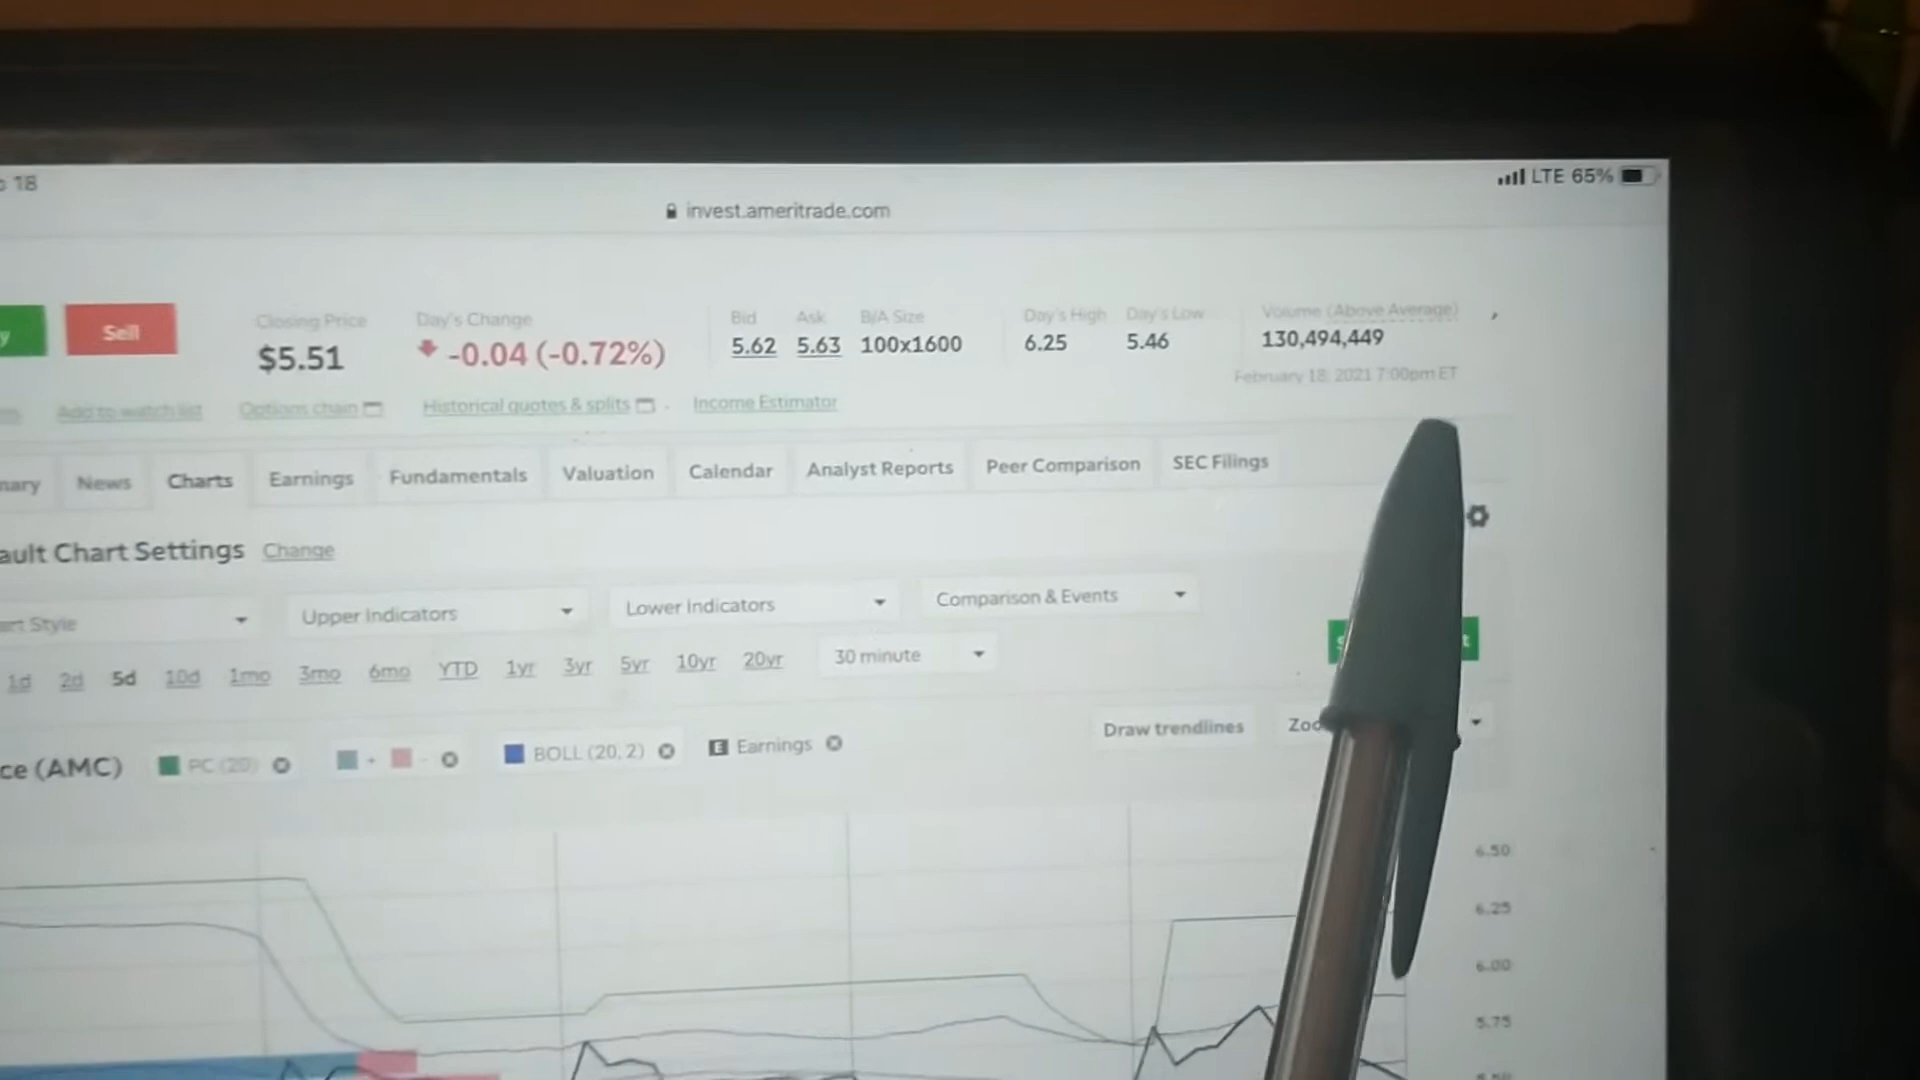 18
LTE 65%
invest.ameritrade.com
y Sell
Closing Price Day's Change Bid Ask B/A Size Day's High Day's Low Volume (Above Average)
$5.51 -0.04 (-0.72%) 5.62 5.63 100x1600 6.25 5.46 130,494,449
February 18, 2021 7:00pm ET
Add to watch list Options chain Historical quotes & splits Income Estimator
nary News Charts Earnings Fundamentals Valuation Calendar Analyst Reports Peer Comparison SEC Filings
ault Chart Settings Change
art Style Upper Indicators Lower Indicators Comparison & Events
1d 2d 5d 10d 1mo 3mo 6mo YTD 1yr 3yr 5yr 10yr 20yr 30 minute
S t
Draw trendlines Zoo
ce (AMC) PC (20) + - BOLL (20, 2) E Earnings
6.50
6.25
6.00
5.75